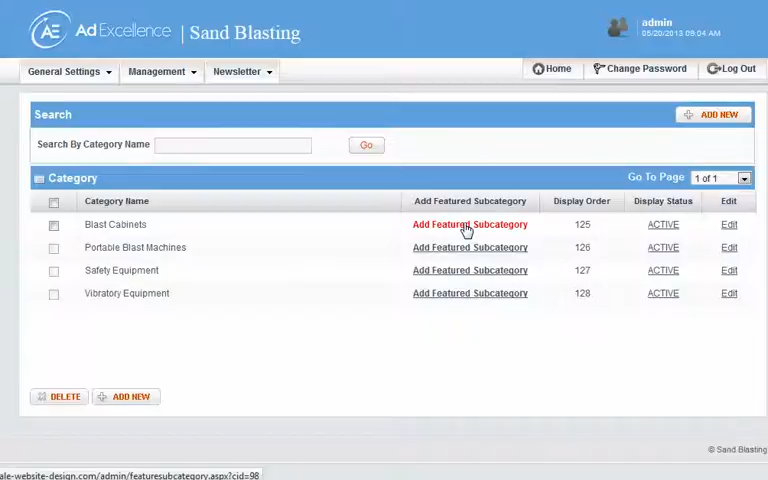 AE Ad Excellence | Sand Blasting
admin
05/20/2013 09:04 AM
General Settings Management Newsletter Home Change Password Log Out
Search ADD NEW
Search By Category Name Go
Category Go To Page 1 of 1
Category Name Add Featured Subcategory Display Order Display Status Edit
Blast Cabinets Add Featured Subcategory 125 ACTIVE Edit
Portable Blast Machines Add Featured Subcategory 126 ACTIVE Edit
Safety Equipment Add Featured Subcategory 127 ACTIVE Edit
Vibratory Equipment Add Featured Subcategory 128 ACTIVE Edit
DELETE ADD NEW
© Sand Blasting
ale-website-design.com/admin/featuresubcategory.aspx?cid=98